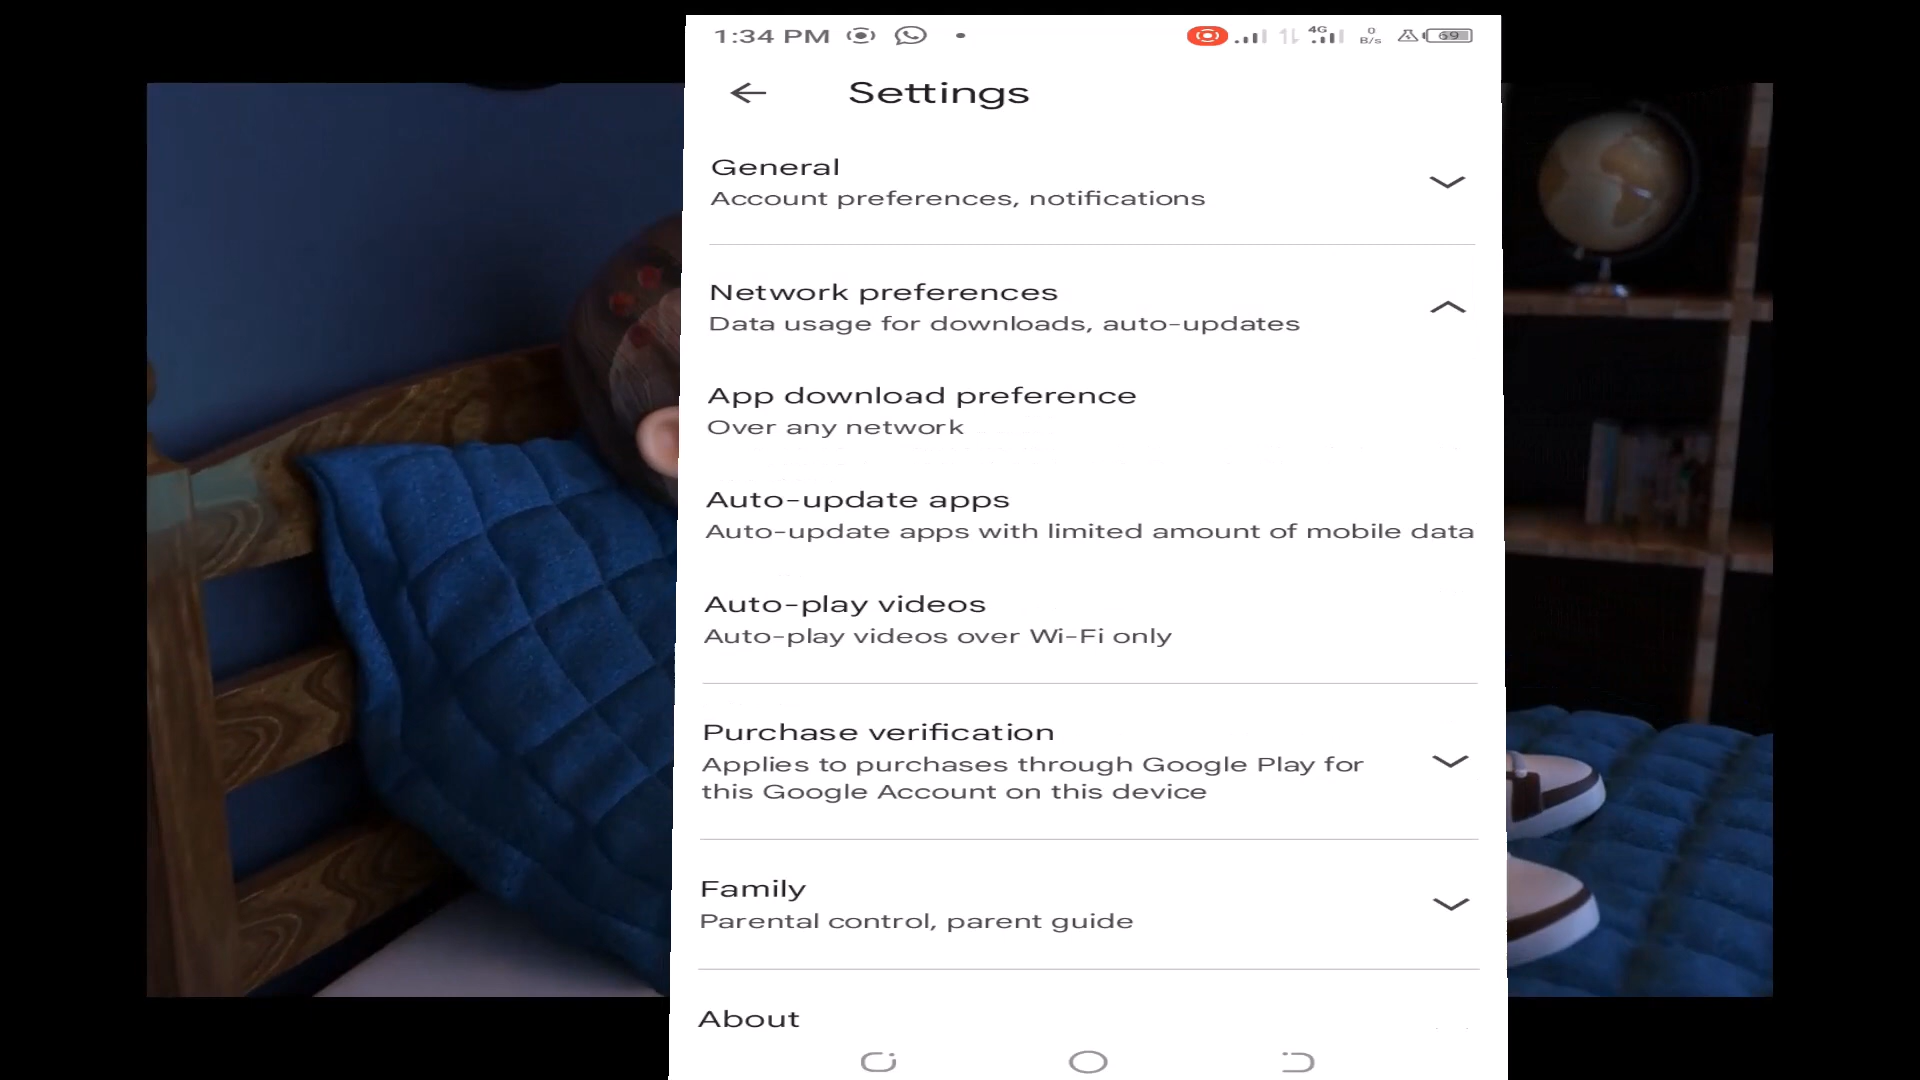 1:34 PM
4G
0
B/s
69
Settings
General
Account preferences, notifications
Network preferences
Data usage for downloads, auto-updates
App download preference
Over any network
Auto-update apps
Auto-update apps with limited amount of mobile data
Auto-play videos
Auto-play videos over Wi-Fi only
Purchase verification
Applies to purchases through Google Play for
this Google Account on this device
Family
Parental control, parent guide
About